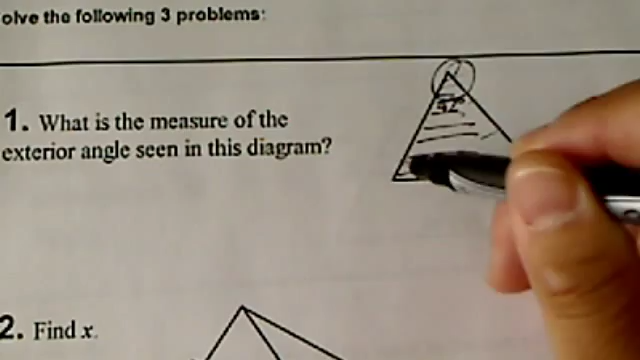 olve the following 3 problems:
1. What is the measure of the
exterior angle seen in this diagram?
52°
2. Find x.